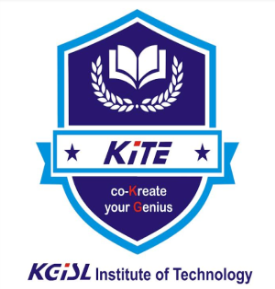 KiTE
co-Kreate
your Genius
KGiSL Institute of Technology